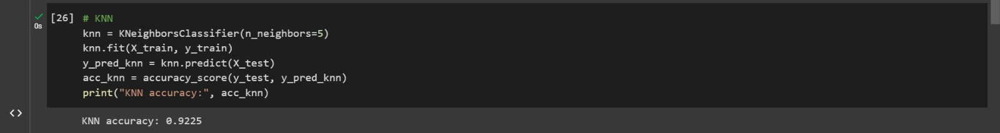 [26] # KNN
0s
knn = KNeighborsClassifier(n_neighbors=5)
knn.fit(X_train, y_train)
y_pred_knn = knn.predict(X_test)
acc_knn = accuracy_score(y_test, y_pred_knn)
print("KNN accuracy:", acc_knn)
KNN accuracy: 0.9225